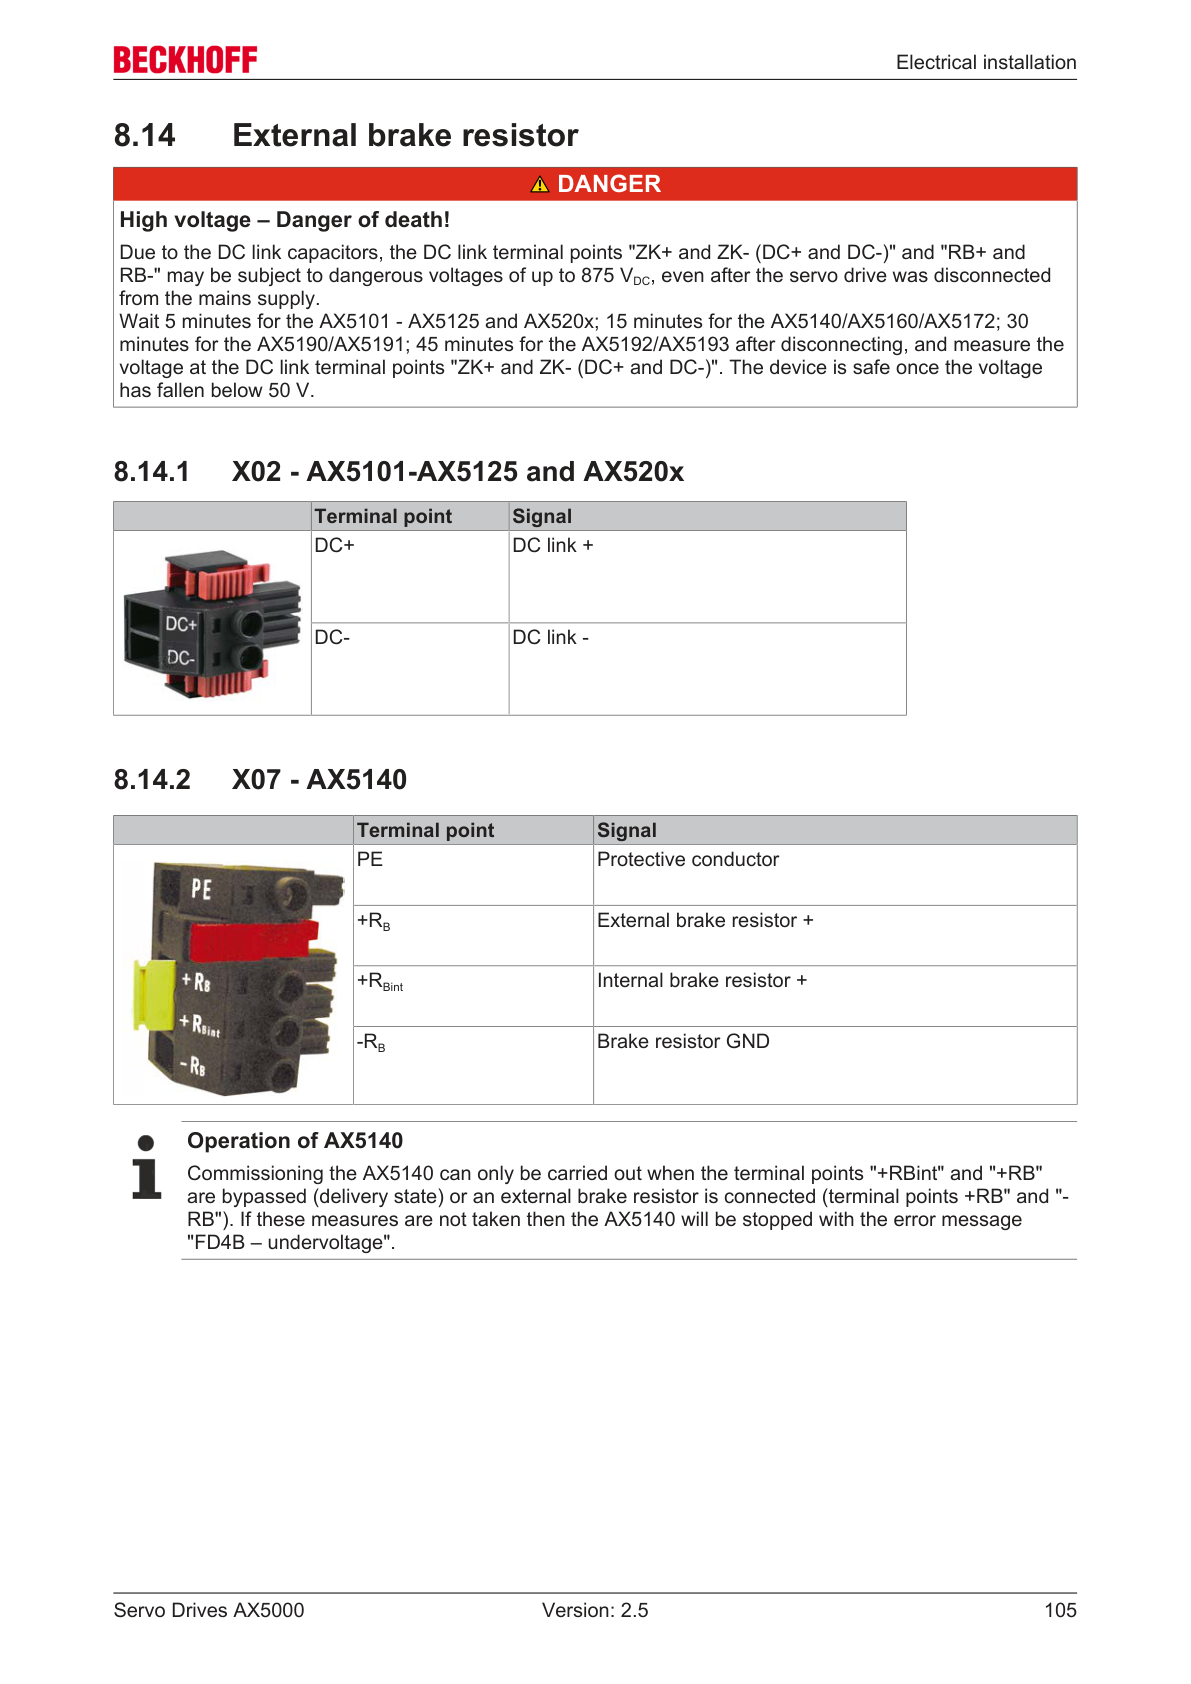 BECKHOFF
Electrical installation
8.14 External brake resistor
DANGER
High voltage – Danger of death!
Due to the DC link capacitors, the DC link terminal points "ZK+ and ZK- (DC+ and DC-)" and "RB+ and
RB-" may be subject to dangerous voltages of up to 875 VDC, even after the servo drive was disconnected
from the mains supply.
Wait 5 minutes for the AX5101 - AX5125 and AX520x; 15 minutes for the AX5140/AX5160/AX5172; 30
minutes for the AX5190/AX5191; 45 minutes for the AX5192/AX5193 after disconnecting, and measure the
voltage at the DC link terminal points "ZK+ and ZK- (DC+ and DC-)". The device is safe once the voltage
has fallen below 50 V.
8.14.1 X02 - AX5101-AX5125 and AX520x
Terminal point Signal
DC+ DC link +
DC+
DC-
DC- DC link -
8.14.2 X07 - AX5140
Terminal point Signal
PE Protective conductor
PE
+RB External brake resistor +
+RB
+RBint Internal brake resistor +
+RBint
-RB Brake resistor GND
-RB
Operation of AX5140
Commissioning the AX5140 can only be carried out when the terminal points "+RBint" and "+RB"
are bypassed (delivery state) or an external brake resistor is connected (terminal points +RB" and "-
RB"). If these measures are not taken then the AX5140 will be stopped with the error message
"FD4B – undervoltage".
Servo Drives AX5000 Version: 2.5 105